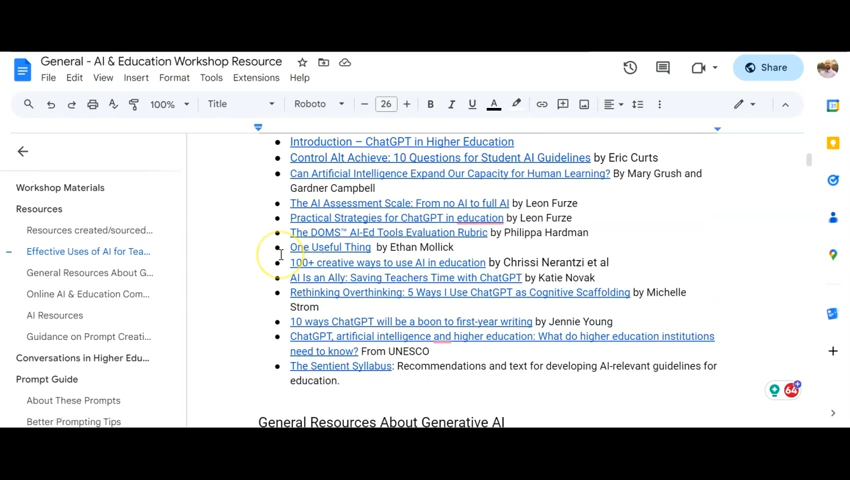 General - AI & Education Workshop Resource
File Edit View Insert Format Tools Extensions Help
Share
100% Title Roboto 26 B I U A
Workshop Materials
Resources
Resources created/sourced...
Effective Uses of AI for Tea...
General Resources About G...
Online AI & Education Com...
AI Resources
Guidance on Prompt Creati...
Conversations in Higher Edu...
Prompt Guide
About These Prompts
Better Prompting Tips
Introduction – ChatGPT in Higher Education
Control Alt Achieve: 10 Questions for Student AI Guidelines by Eric Curts
Can Artificial Intelligence Expand Our Capacity for Human Learning? By Mary Grush and
Gardner Campbell
The AI Assessment Scale: From no AI to full AI by Leon Furze
Practical Strategies for ChatGPT in education by Leon Furze
The DOMS™ AI-Ed Tools Evaluation Rubric by Philippa Hardman
One Useful Thing by Ethan Mollick
100+ creative ways to use AI in education by Chrissi Nerantzi et al
AI Is an Ally: Saving Teachers Time with ChatGPT by Katie Novak
Rethinking Overthinking: 5 Ways I Use ChatGPT as Cognitive Scaffolding by Michelle
Strom
10 ways ChatGPT will be a boon to first-year writing by Jennie Young
ChatGPT, artificial intelligence and higher education: What do higher education institutions
need to know? From UNESCO
The Sentient Syllabus: Recommendations and text for developing AI-relevant guidelines for
education.
General Resources About Generative AI
64